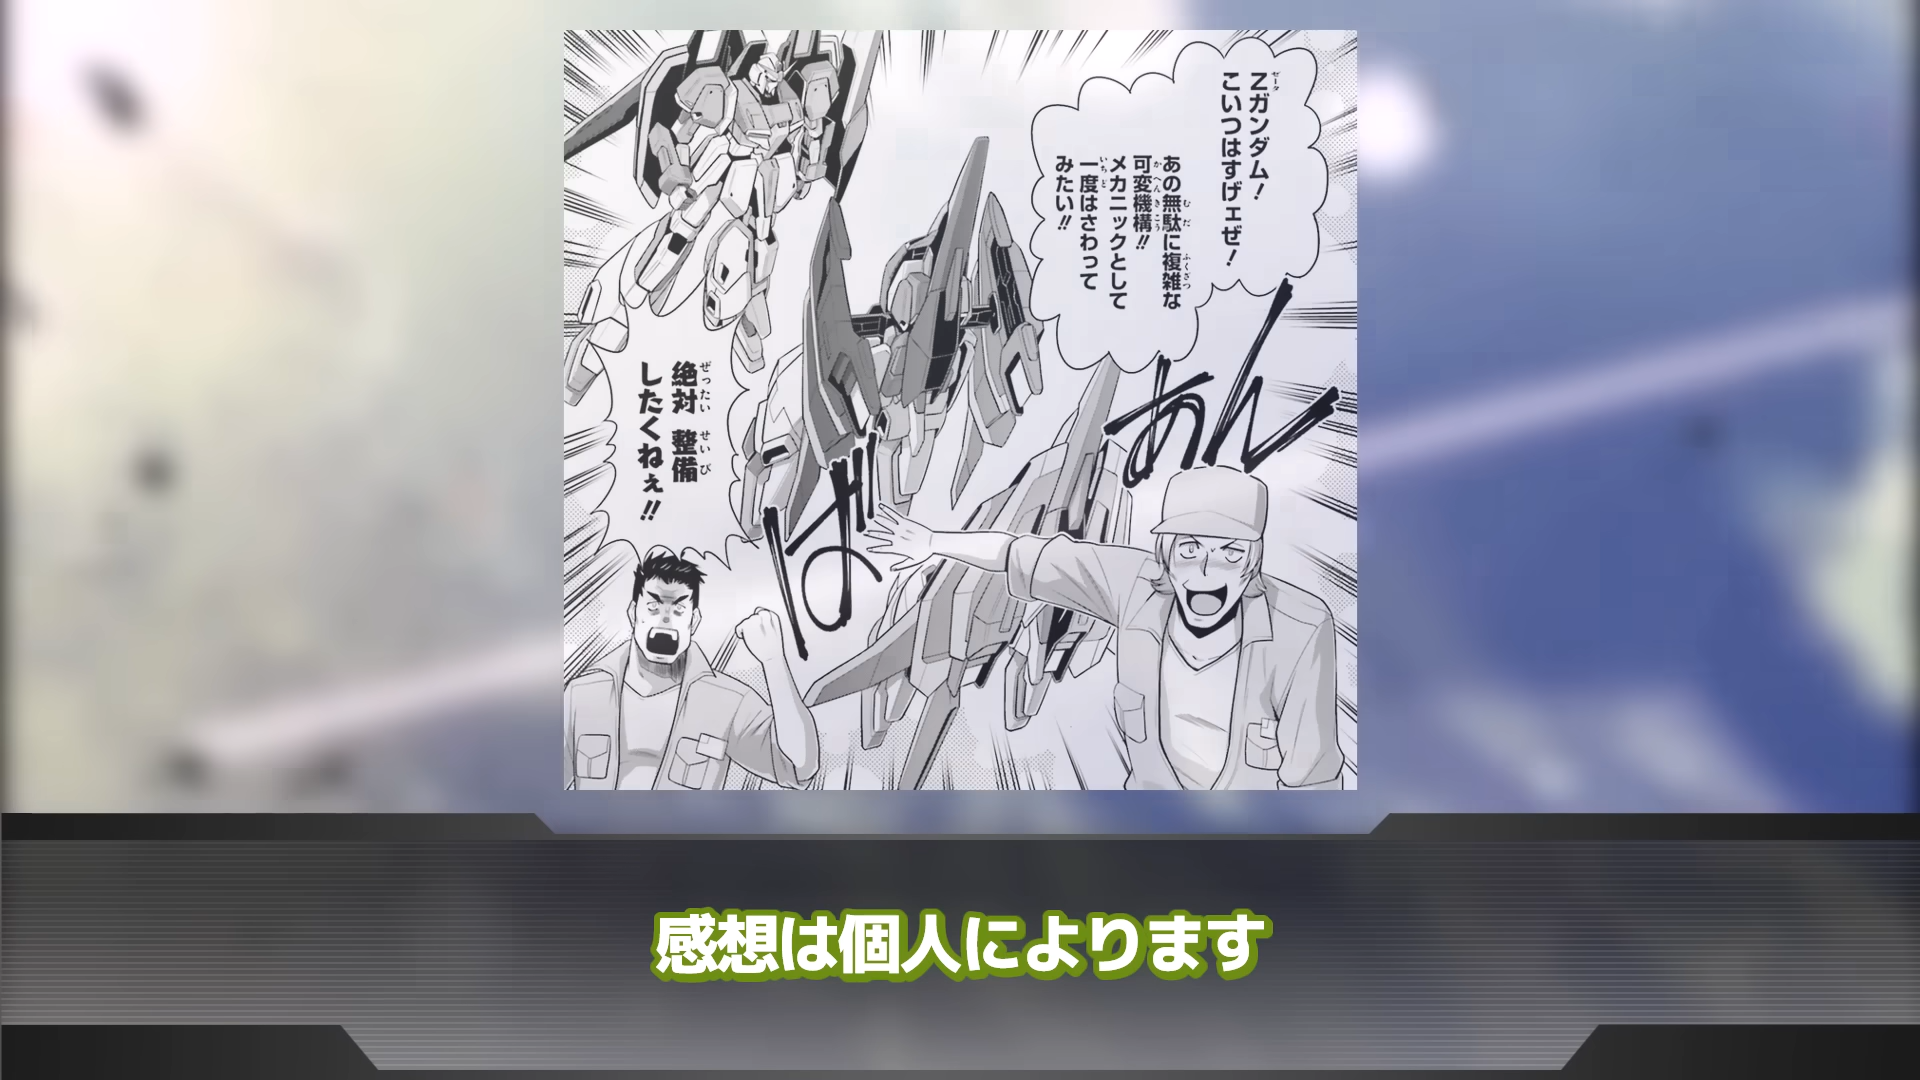 Zガンダム!
こいつはすげェぜ!
あの無駄に複雑な
可変機構!!
メカニックとして
一度はさわって
みたい!!
絶対 整備
したくねぇ!!
ばあん
感想は個人によります